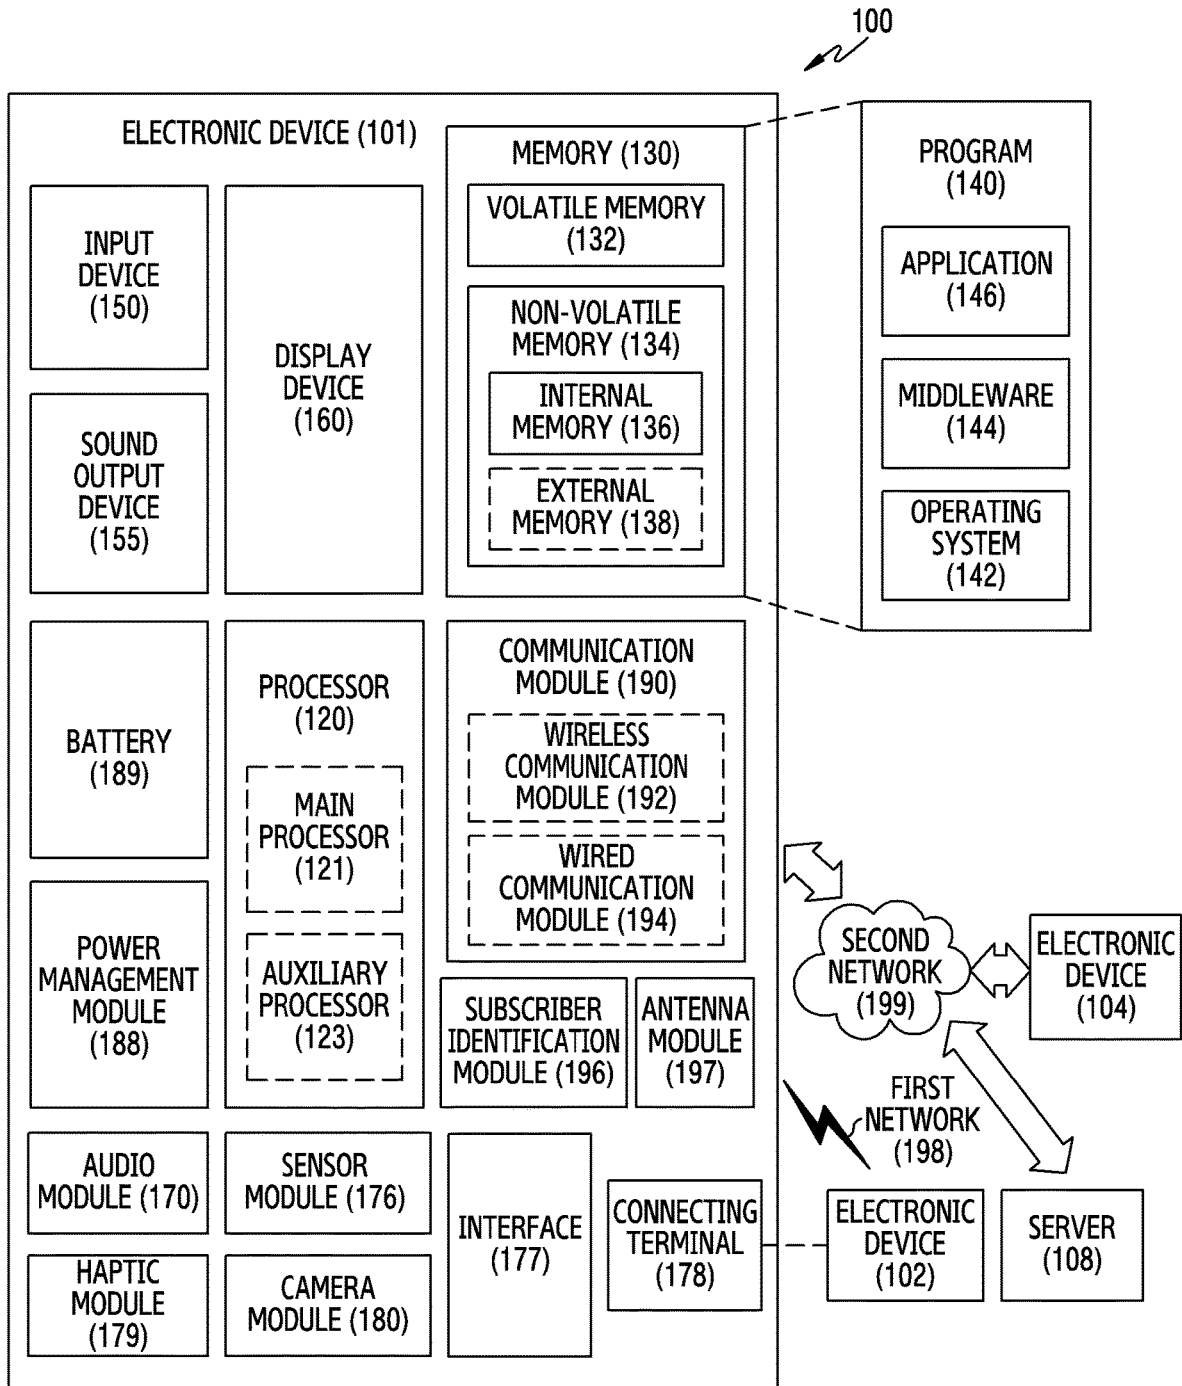 100
ELECTRONIC DEVICE (101)
INPUT
DEVICE
(150)
SOUND
OUTPUT
DEVICE
(155)
DISPLAY
DEVICE
(160)
MEMORY (130)
VOLATILE MEMORY
(132)
NON-VOLATILE
MEMORY (134)
INTERNAL
MEMORY (136)
EXTERNAL
MEMORY (138)
PROGRAM
(140)
APPLICATION
(146)
MIDDLEWARE
(144)
OPERATING
SYSTEM
(142)
BATTERY
(189)
POWER
MANAGEMENT
MODULE
(188)
PROCESSOR
(120)
MAIN
PROCESSOR
(121)
AUXILIARY
PROCESSOR
(123)
COMMUNICATION
MODULE (190)
WIRELESS
COMMUNICATION
MODULE (192)
WIRED
COMMUNICATION
MODULE (194)
SUBSCRIBER
IDENTIFICATION
MODULE (196)
ANTENNA
MODULE
(197)
SECOND
NETWORK
(199)
ELECTRONIC
DEVICE
(104)
FIRST
NETWORK
(198)
AUDIO
MODULE (170)
SENSOR
MODULE (176)
HAPTIC
MODULE
(179)
CAMERA
MODULE (180)
INTERFACE
(177)
CONNECTING
TERMINAL
(178)
ELECTRONIC
DEVICE
(102)
SERVER
(108)